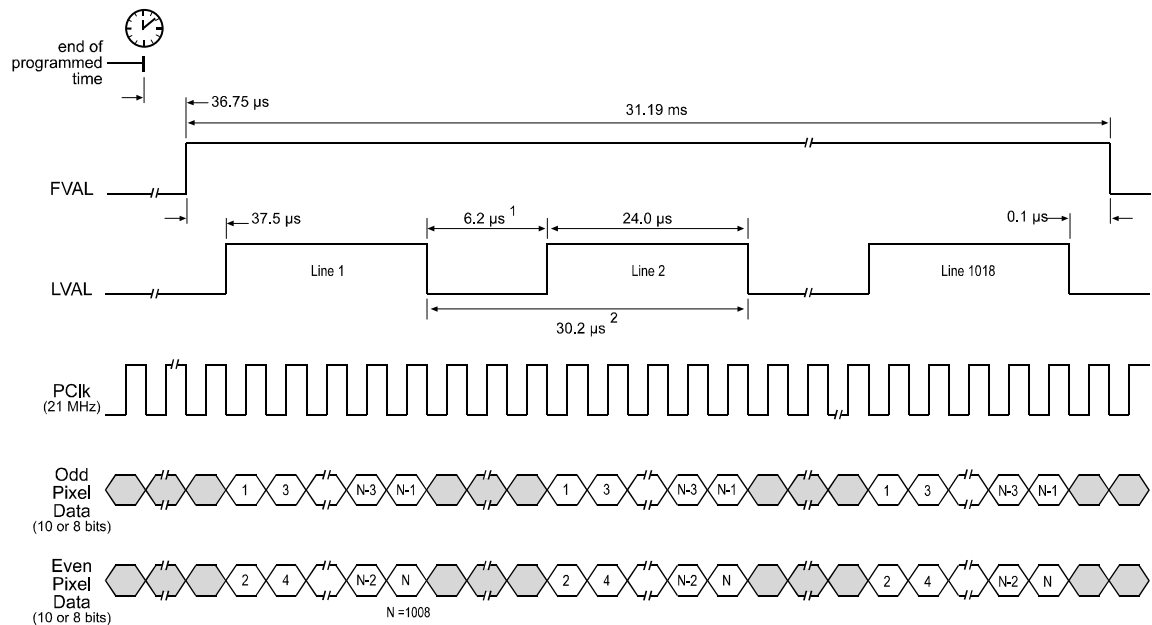 end of
programmed
time
36.75 µs
31.19 ms
FVAL
37.5 µs
6.2 µs 1
24.0 µs
0.1 µs
Line 1
Line 2
Line 1018
LVAL
30.2 µs 2
PClk
(21 MHz)
Odd
Pixel
Data
(10 or 8 bits)
1 3 N-3 N-1 1 3 N-3 N-1 1 3 N-3 N-1
Even
Pixel
Data
(10 or 8 bits)
2 4 N-2 N 2 4 N-2 N 2 4 N-2 N
N =1008